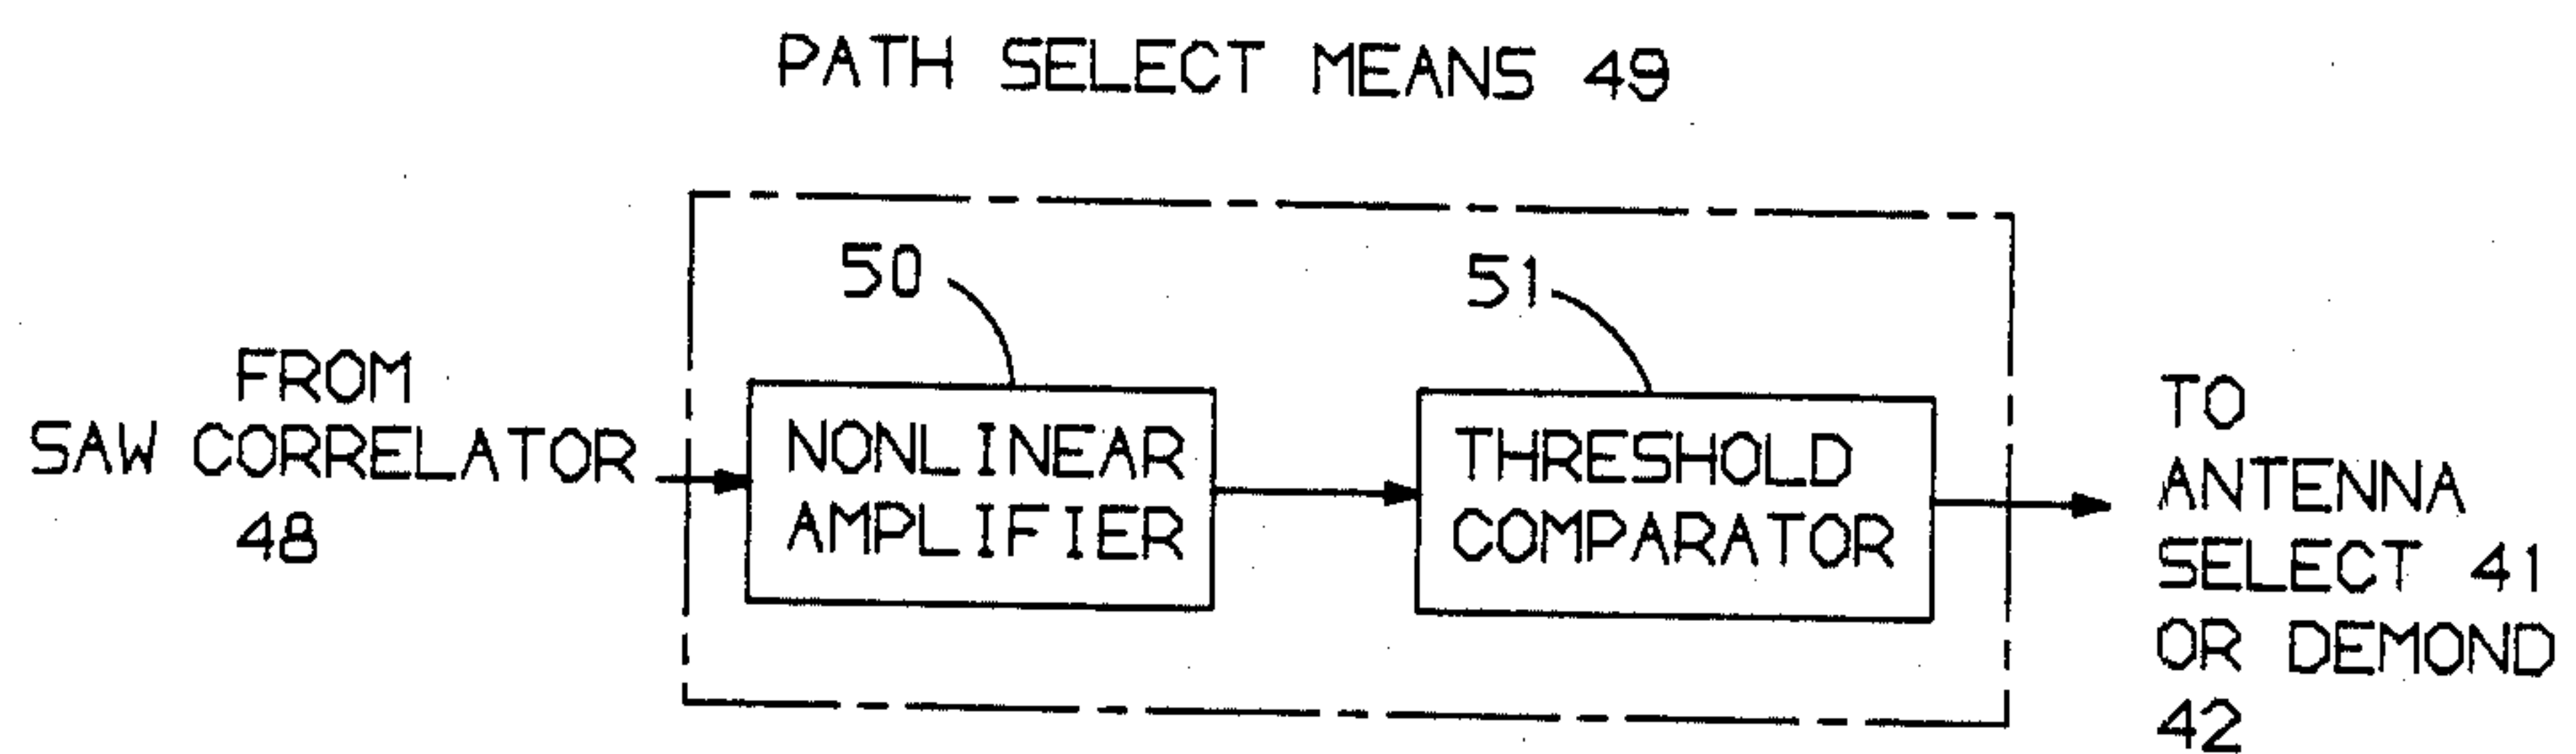 PATH SELECT MEANS 49
50
51
FROM
SAW CORRELATOR
48
NONLINEAR
AMPLIFIER
THRESHOLD
COMPARATOR
TO
ANTENNA
SELECT 41
OR DEMOND
42